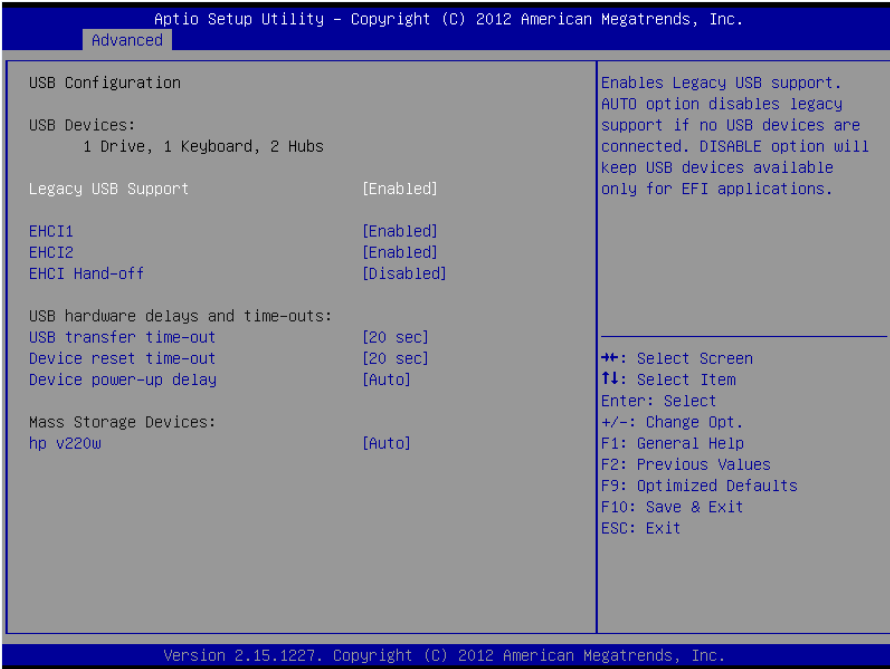 Aptio Setup Utility – Copyright (C) 2012 American Megatrends, Inc.
Advanced
USB Configuration
USB Devices:
1 Drive, 1 Keyboard, 2 Hubs
Legacy USB Support [Enabled]
EHCI1 [Enabled]
EHCI2 [Enabled]
EHCI Hand-off [Disabled]
USB hardware delays and time-outs:
USB transfer time-out [20 sec]
Device reset time-out [20 sec]
Device power-up delay [Auto]
Mass Storage Devices:
hp v220w [Auto]
Enables Legacy USB support.
AUTO option disables legacy
support if no USB devices are
connected. DISABLE option will
keep USB devices available
only for EFI applications.
→←: Select Screen
↑↓: Select Item
Enter: Select
+/-: Change Opt.
F1: General Help
F2: Previous Values
F9: Optimized Defaults
F10: Save & Exit
ESC: Exit
Version 2.15.1227. Copyright (C) 2012 American Megatrends, Inc.